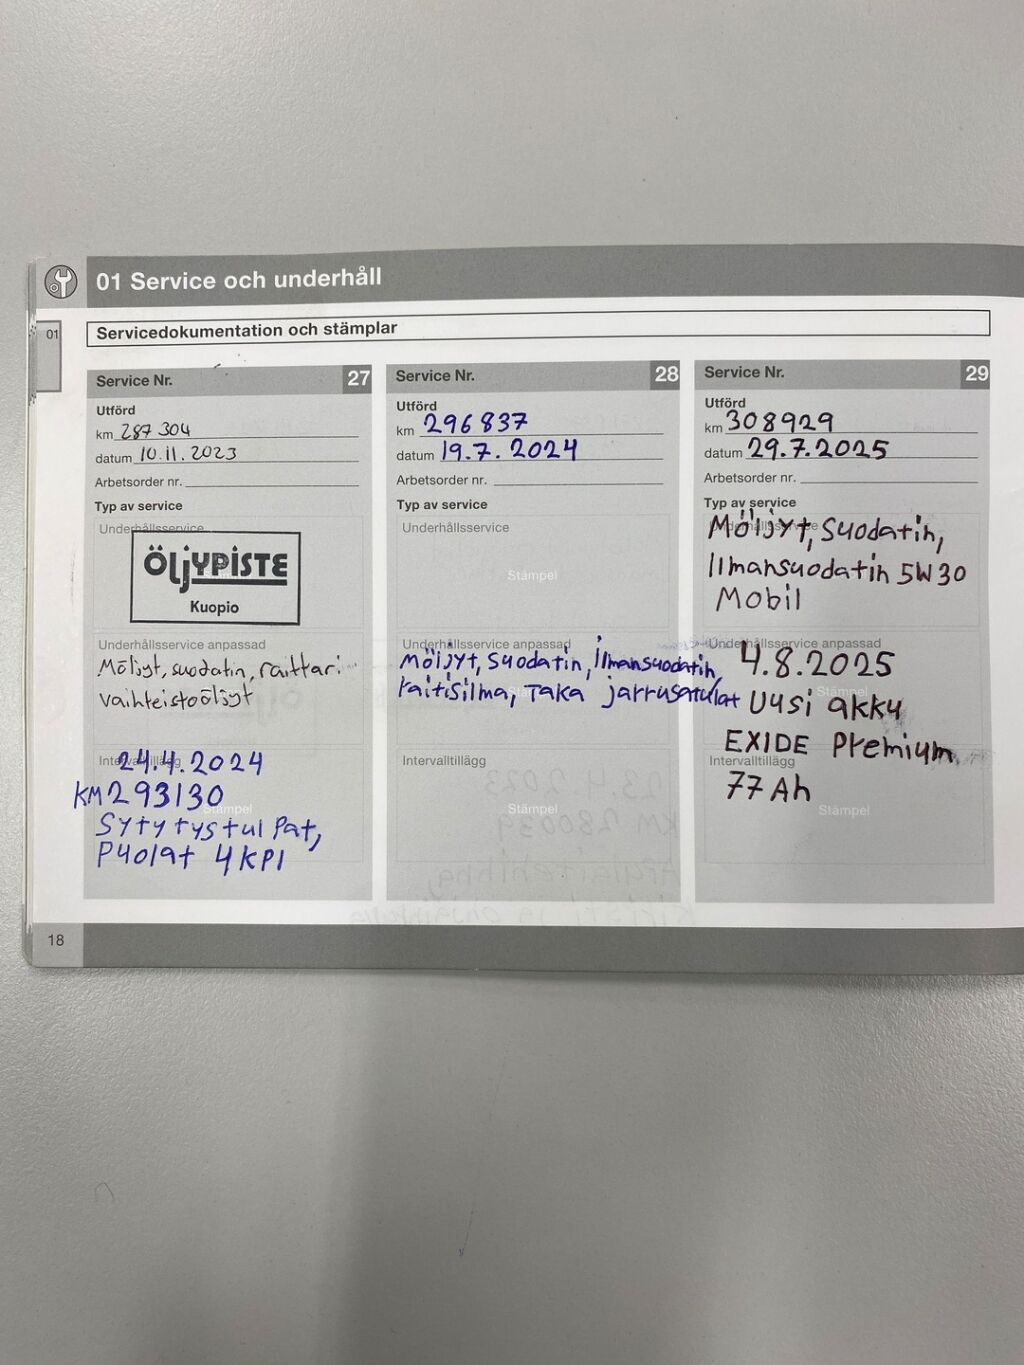 01 Service och underhåll
01
Servicedokumentation och stämplar
Service Nr. 27
Utförd
km 287 304
datum 10.11.2023
Arbetsorder nr.
Typ av service
Underhållsservice
ÖLJYPISTE
Kuopio
Underhållsservice anpassad
Möljyt, suodatin, raittari
vaihteistoöljyt
Intervalltillägg
24.4.2024
KM 293130
Stämpel
Sytytystulpat,
Puolat 4KPl
Service Nr. 28
Utförd
km 296837
datum 19.7.2024
Arbetsorder nr.
Typ av service
Underhållsservice
Stämpel
Underhållsservice anpassad
Möljyt, Suodatin, ilmansuodatin,
raitisilma, Taka jarrusatulat
Intervalltillägg
Stämpel
Service Nr. 29
Utförd
km 308929
datum 29.7.2025
Arbetsorder nr.
Typ av service
Underhållsservice
Möljyt, Suodatin,
Ilmansuodatin 5W30
Mobil
Underhållsservice anpassad
4.8.2025
Stämpel
Uusi akku
EXIDE Premium
Intervalltillägg
77 Ah
Stämpel
18